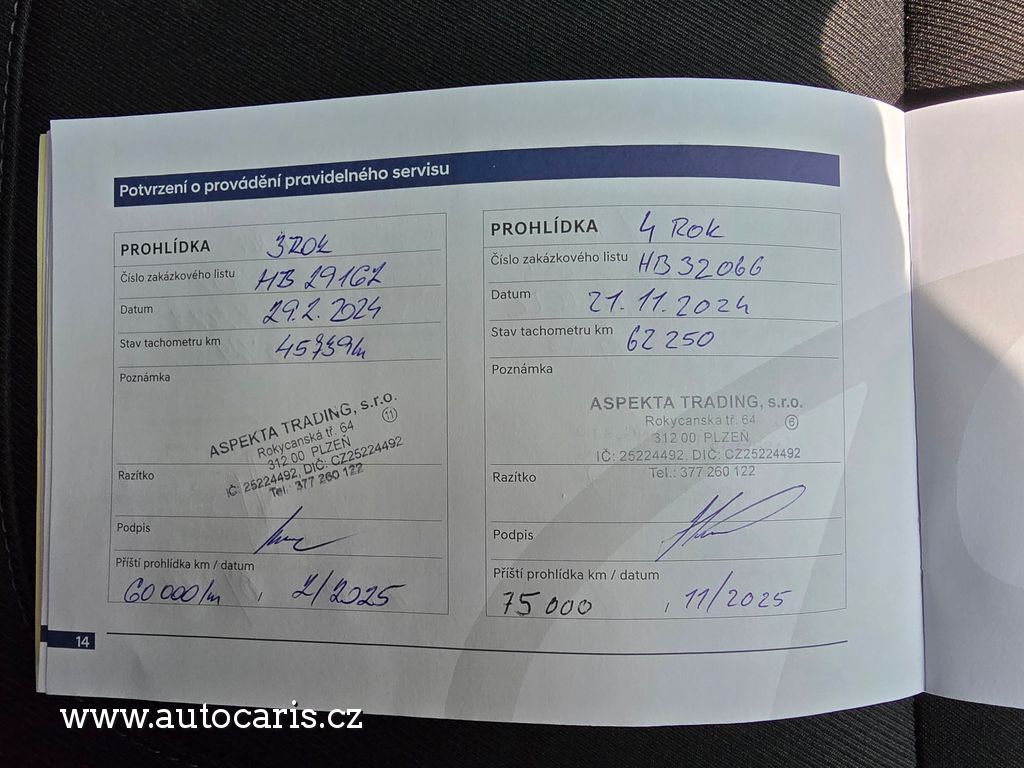 Potvrzení o provádění pravidelného servisu
PROHLÍDKA 3 ROK
Číslo zakázkového listu HB 29162
Datum 29.2.2024
Stav tachometru km 45739 km
Poznámka
ASPEKTA TRADING, s.r.o.
Rokycanská tř. 64
312 00 PLZEŇ
IČ: 25224492, DIČ: CZ25224492
Tel.: 377 260 122
11
Razítko
Podpis
Příští prohlídka km / datum
60 000 km , 2/2025
PROHLÍDKA 4 ROK
Číslo zakázkového listu HB 32066
Datum 21.11.2024
Stav tachometru km 62 250
Poznámka
ASPEKTA TRADING, s.r.o.
Rokycanská tř. 64
6
312 00 PLZEŇ
IČ: 25224492, DIČ: CZ25224492
Tel.: 377 260 122
Razítko
Podpis
Příští prohlídka km / datum
75 000 , 11/2025
14
www.autocaris.cz